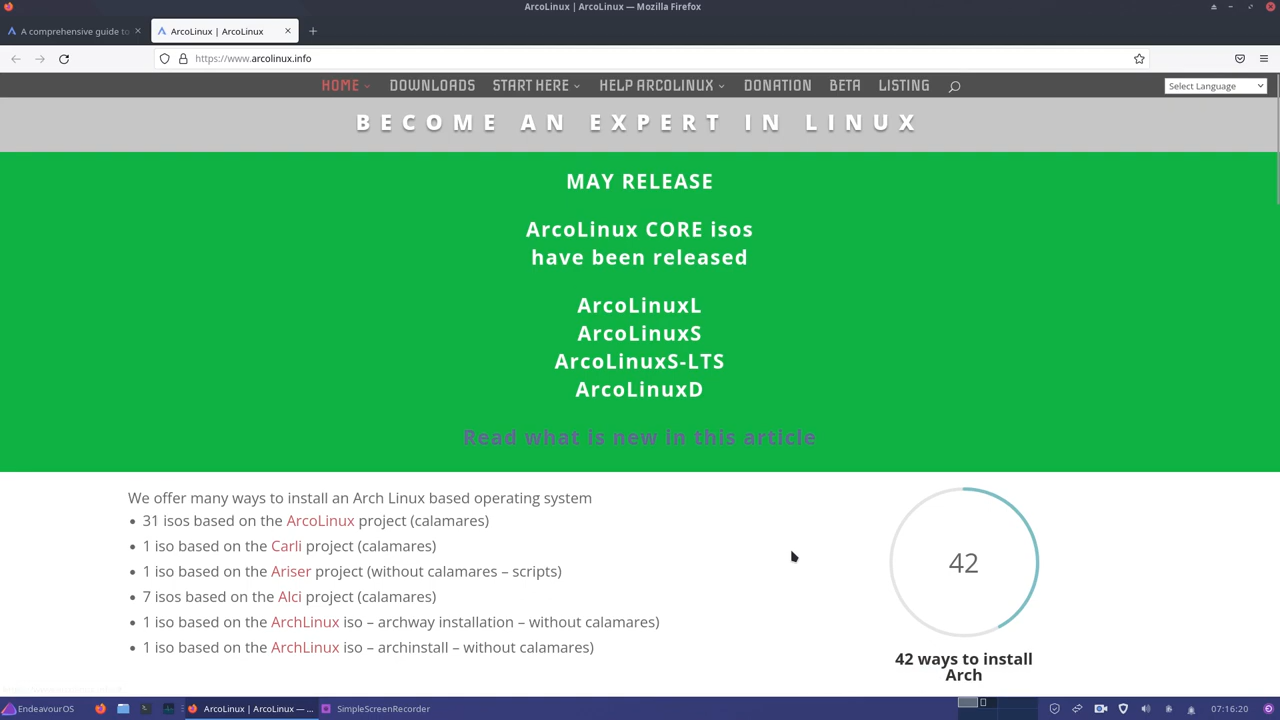 ArcoLinux | ArcoLinux — Mozilla Firefox
A comprehensive guide to
ArcoLinux | ArcoLinux
https://www.arcolinux.info
HOME DOWNLOADS START HERE HELP ARCOLINUX DONATION BETA LISTING
Select Language
BECOME AN EXPERT IN LINUX
MAY RELEASE
ArcoLinux CORE isos
have been released
ArcoLinuxL
ArcoLinuxS
ArcoLinuxS-LTS
ArcoLinuxD
Read what is new in this article
We offer many ways to install an Arch Linux based operating system
• 31 isos based on the ArcoLinux project (calamares)
• 1 iso based on the Carli project (calamares)
• 1 iso based on the Ariser project (without calamares – scripts)
• 7 isos based on the Alci project (calamares)
• 1 iso based on the ArchLinux iso – archway installation – without calamares)
• 1 iso based on the ArchLinux iso – archinstall – without calamares)
42
42 ways to install
Arch
EndeavourOS
ArcoLinux | ArcoLinux — ...
SimpleScreenRecorder
07:16:20